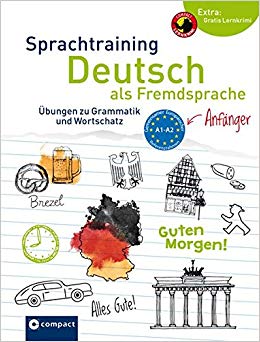 Extra:
Gratis Lernkrimi
Sprachtraining
Deutsch
als Fremdsprache
Übungen zu Grammatik
und Wortschatz
A1-A2
Anfänger
Brezel
Guten
Morgen!
Alles Gute!
compact